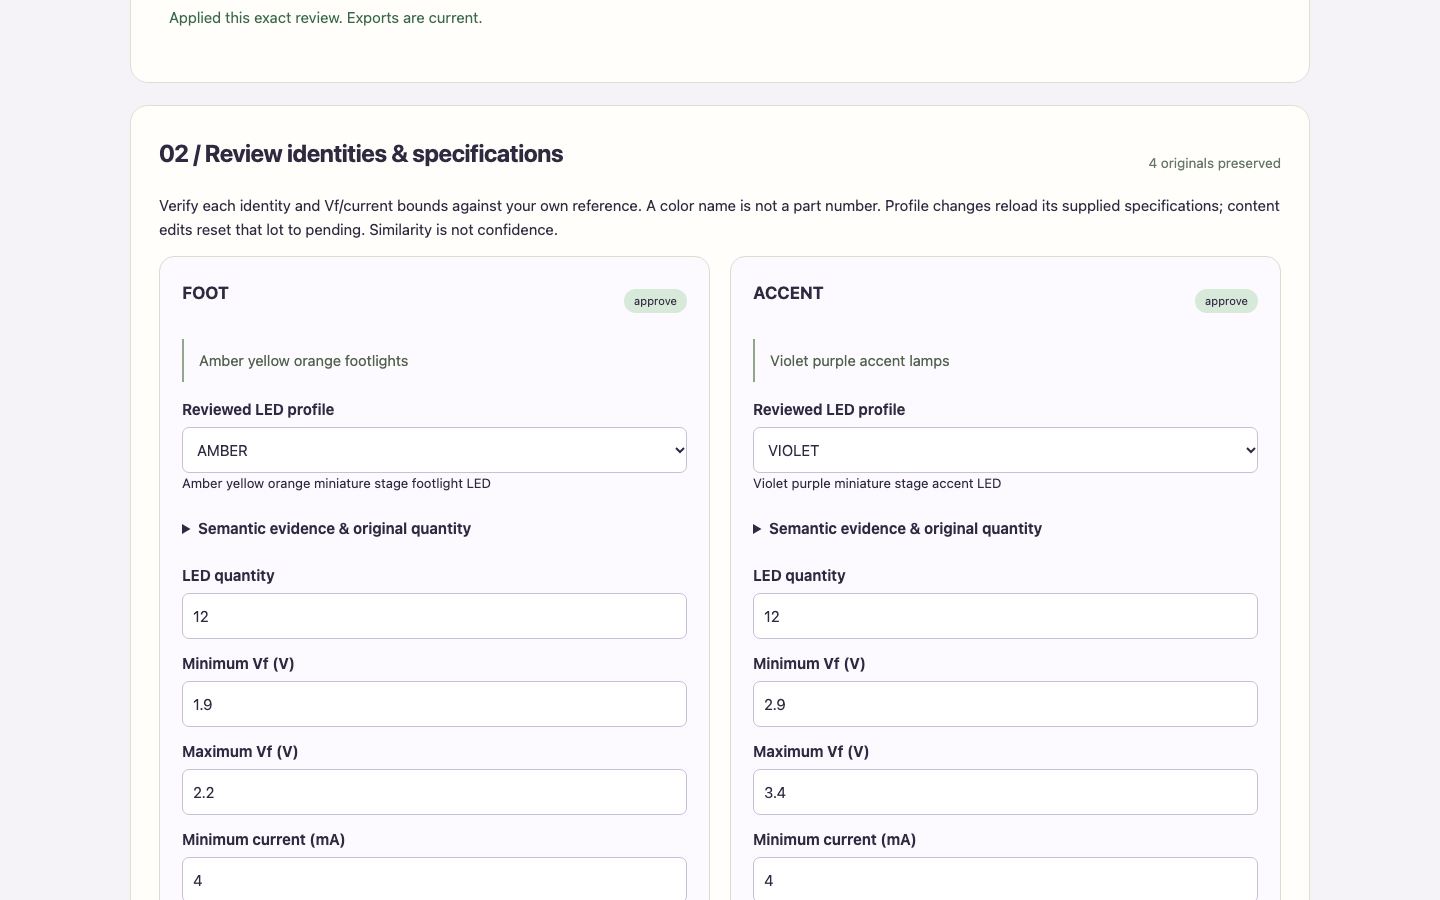 Applied this exact review. Exports are current.
02 / Review identities & specifications
4 originals preserved
Verify each identity and Vf/current bounds against your own reference. A color name is not a part number. Profile changes reload its supplied specifications; content
edits reset that lot to pending. Similarity is not confidence.
FOOT
approve
Amber yellow orange footlights
Reviewed LED profile
AMBER
Amber yellow orange miniature stage footlight LED
Semantic evidence & original quantity
LED quantity
12
Minimum Vf (V)
1.9
Maximum Vf (V)
2.2
Minimum current (mA)
4
ACCENT
approve
Violet purple accent lamps
Reviewed LED profile
VIOLET
Violet purple miniature stage accent LED
Semantic evidence & original quantity
LED quantity
12
Minimum Vf (V)
2.9
Maximum Vf (V)
3.4
Minimum current (mA)
4